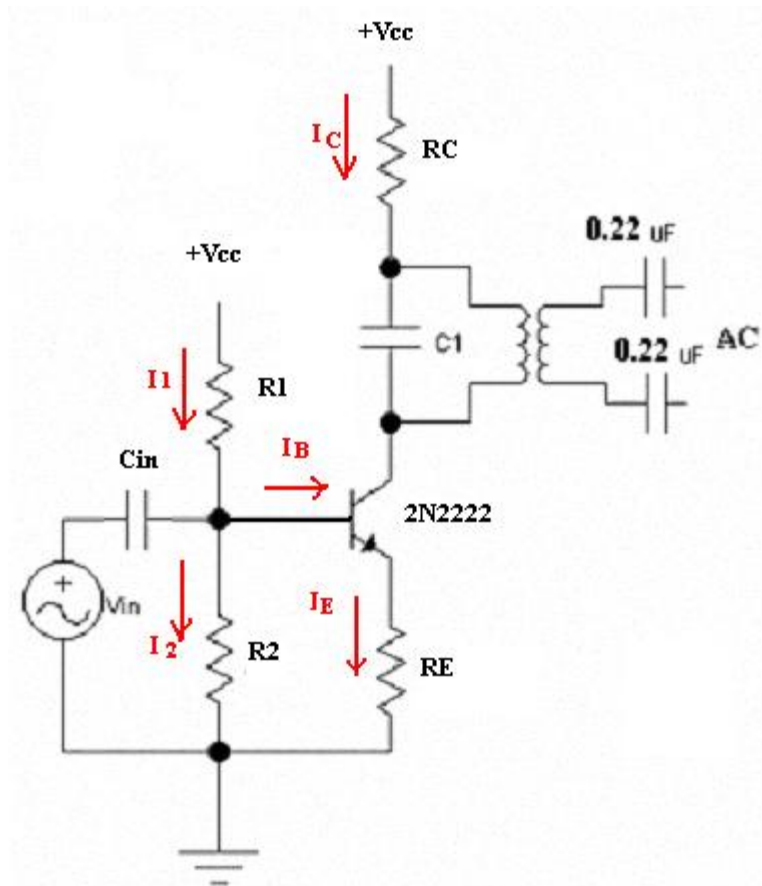 +Vcc
IC
RC
0.22 uF
+Vcc
C1
0.22 uF
AC
I1
R1
IB
Cin
2N2222
+
Vin
I2
R2
IE
RE